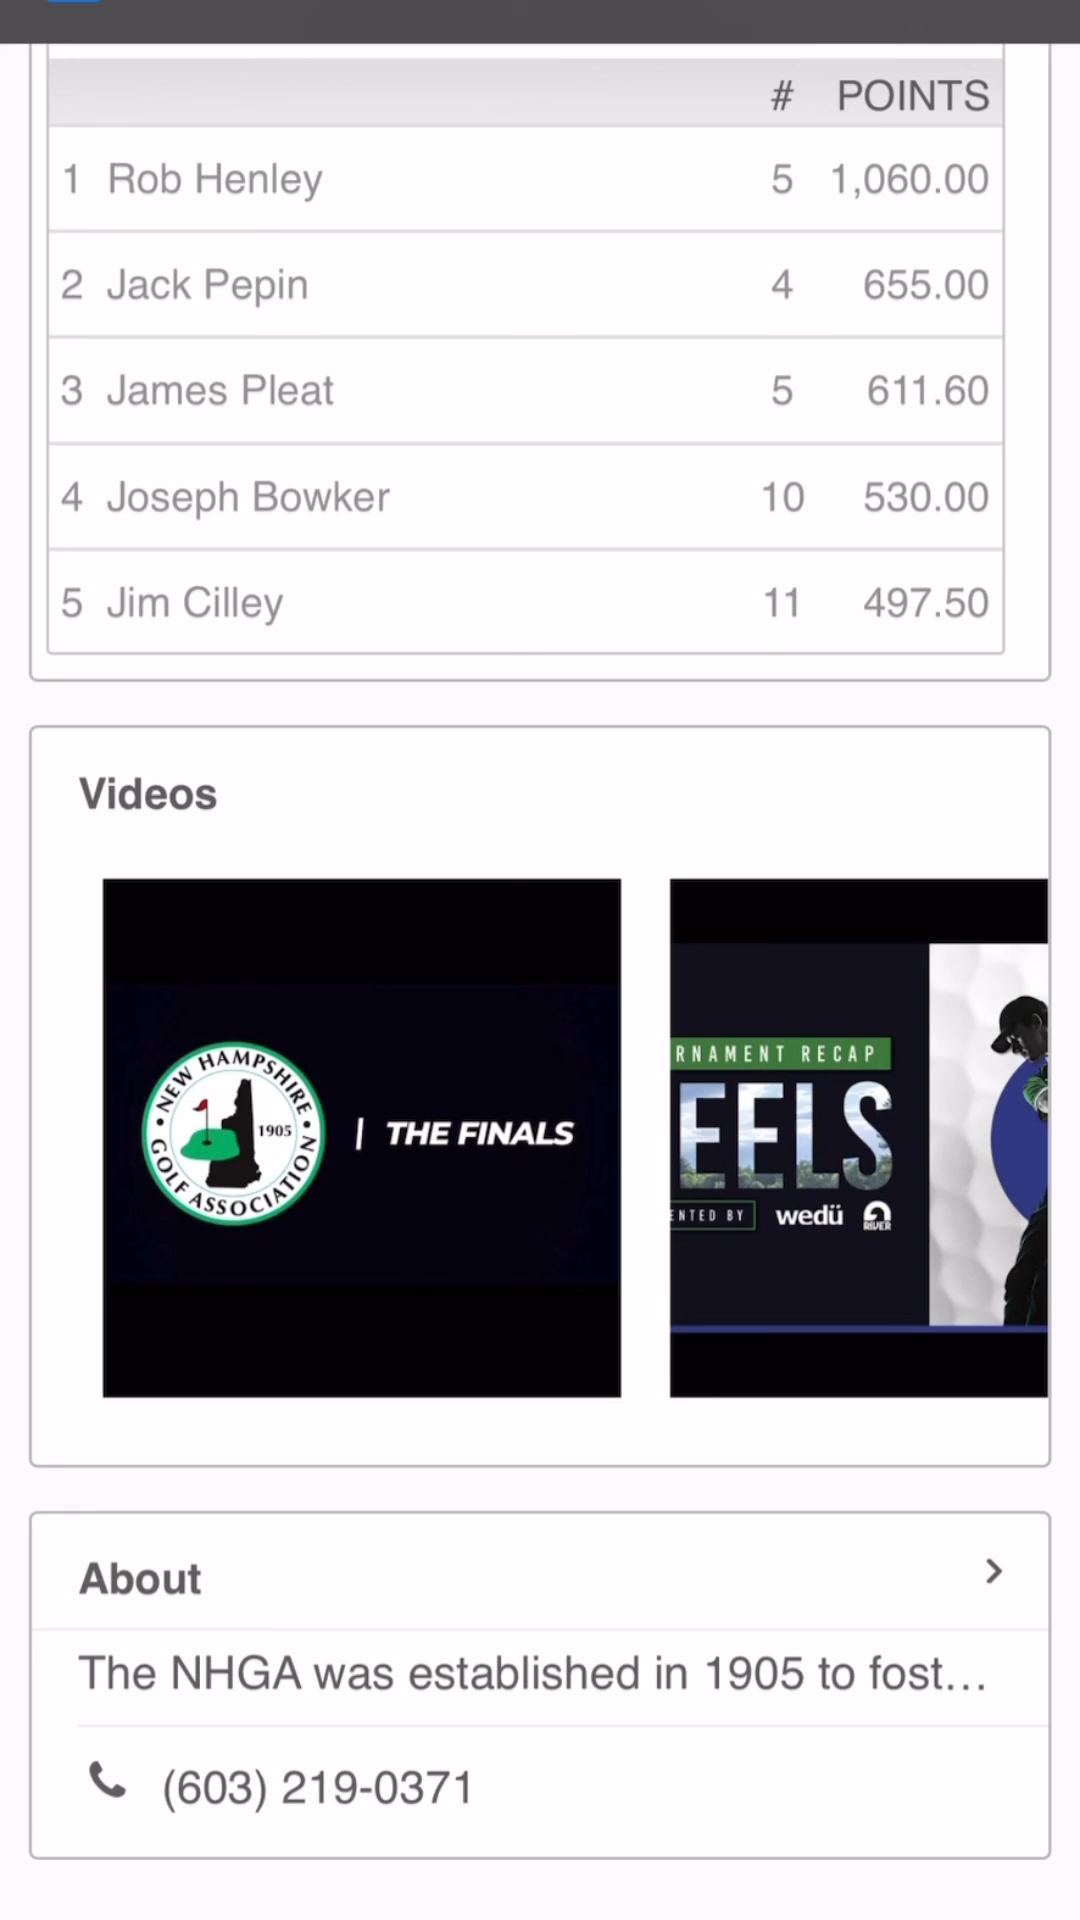 # POINTS
1 Rob Henley 5 1,060.00
2 Jack Pepin 4 655.00
3 James Pleat 5 611.60
4 Joseph Bowker 10 530.00
5 Jim Cilley 11 497.50
Videos
• NEW HAMPSHIRE •
1905
GOLF ASSOCIATION
| THE FINALS
RNAMENT RECAP
EELS
ENTED BY wedü RIVER
About
The NHGA was established in 1905 to fost...
(603) 219-0371